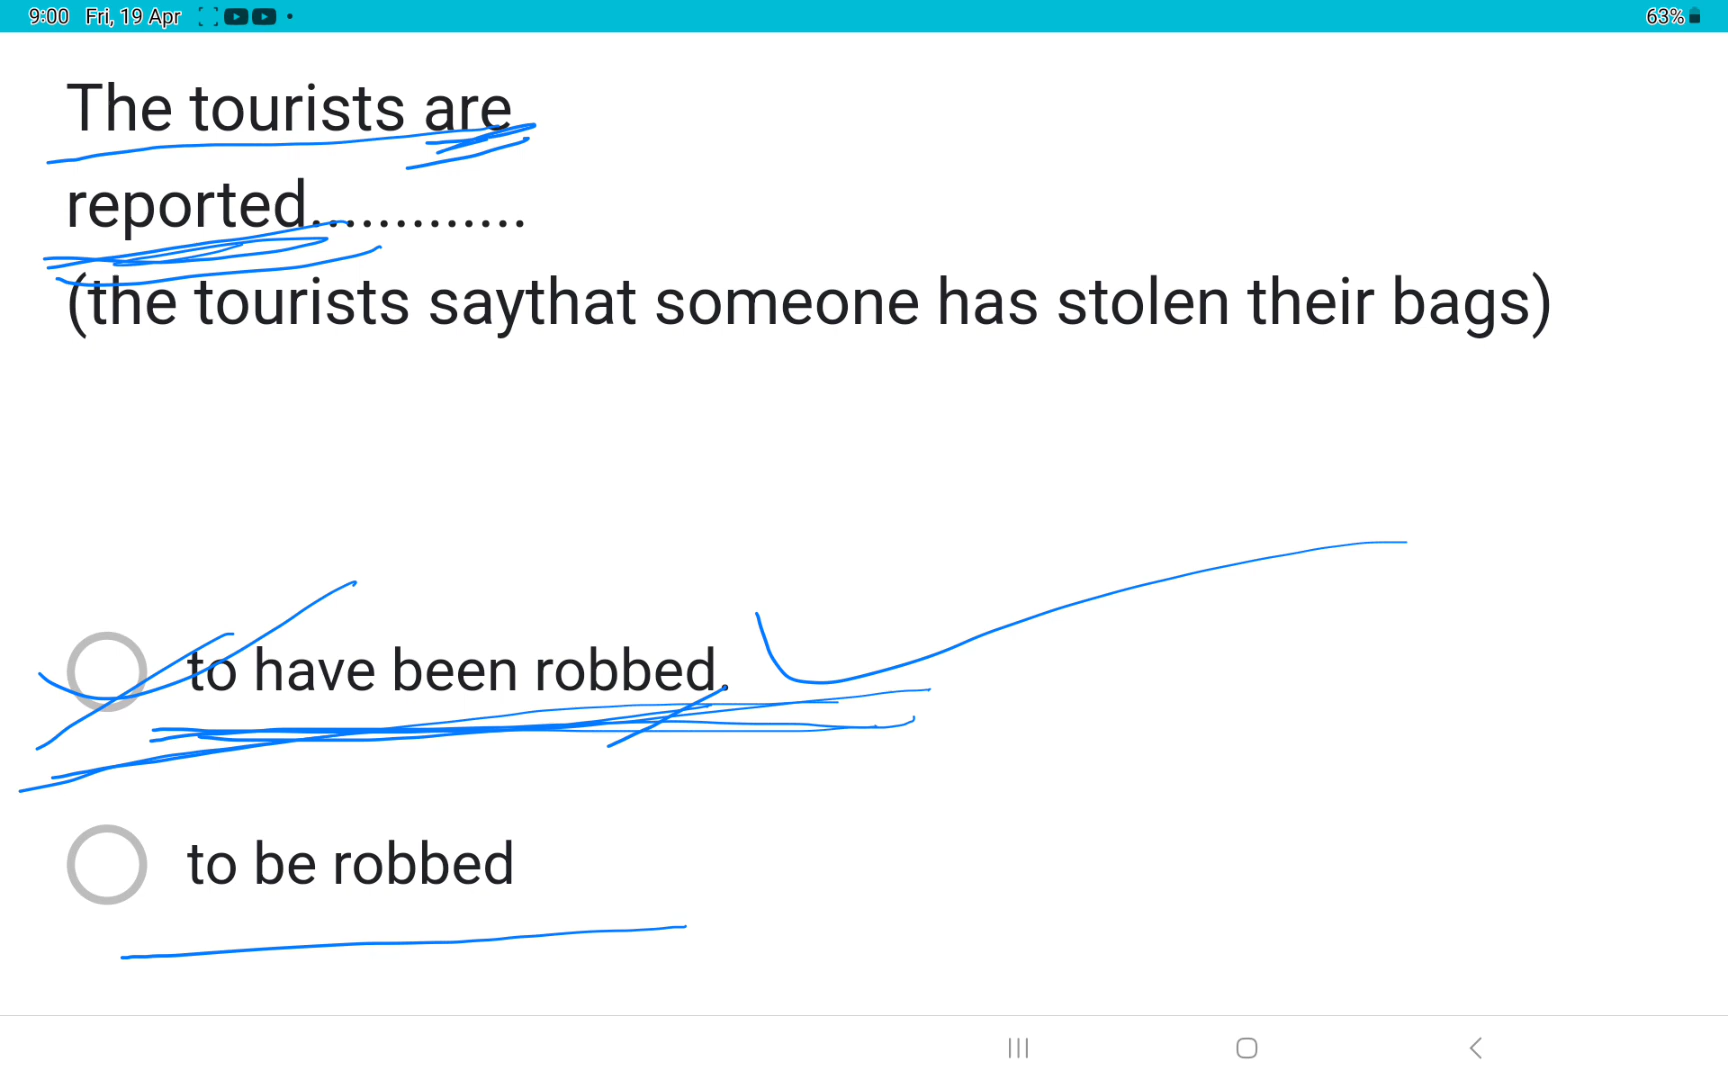 9:00 Fri, 19 Apr 63%
The tourists are
reported.............
(the tourists saythat someone has stolen their bags)
to have been robbed.
to be robbed